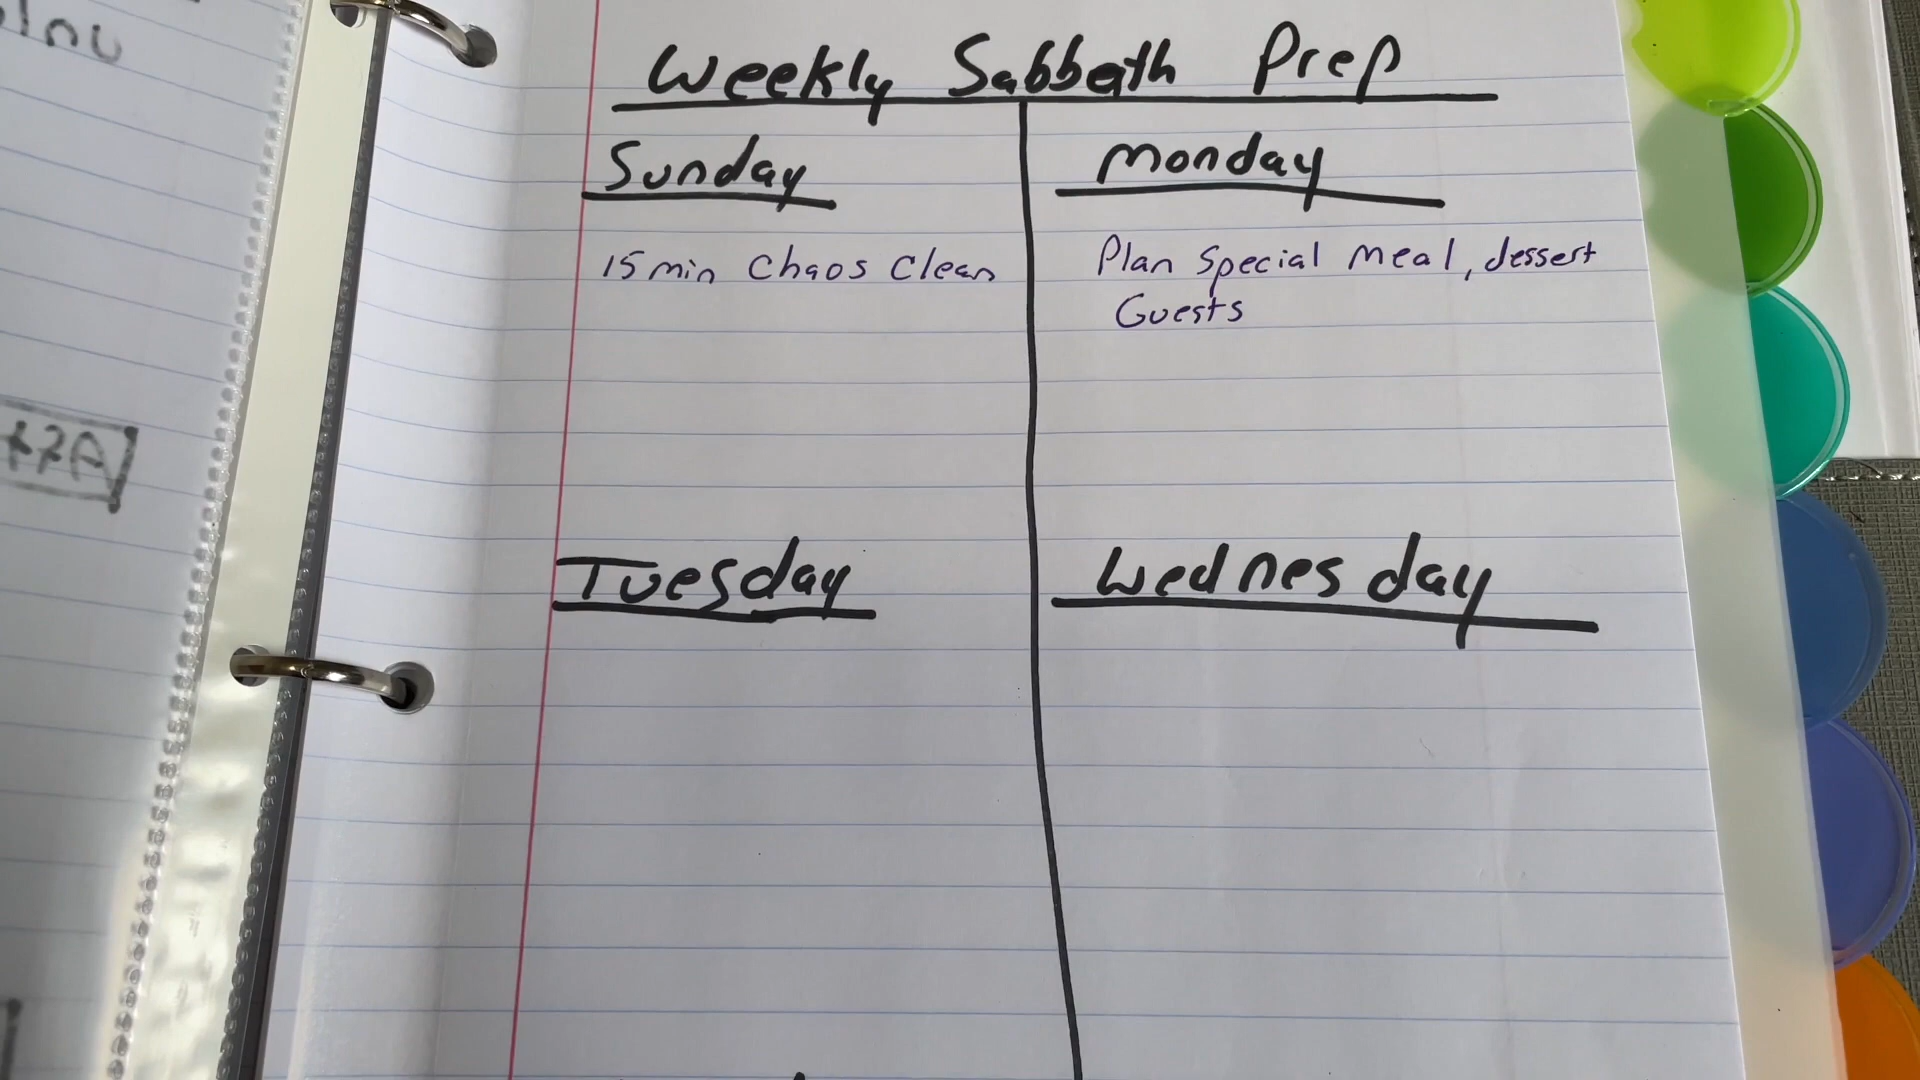 Weekly Sabbath Prep
Sunday
15 min Chaos Clean
Monday
Plan Special Meal, dessert
Guests
Tuesday
Wednesday